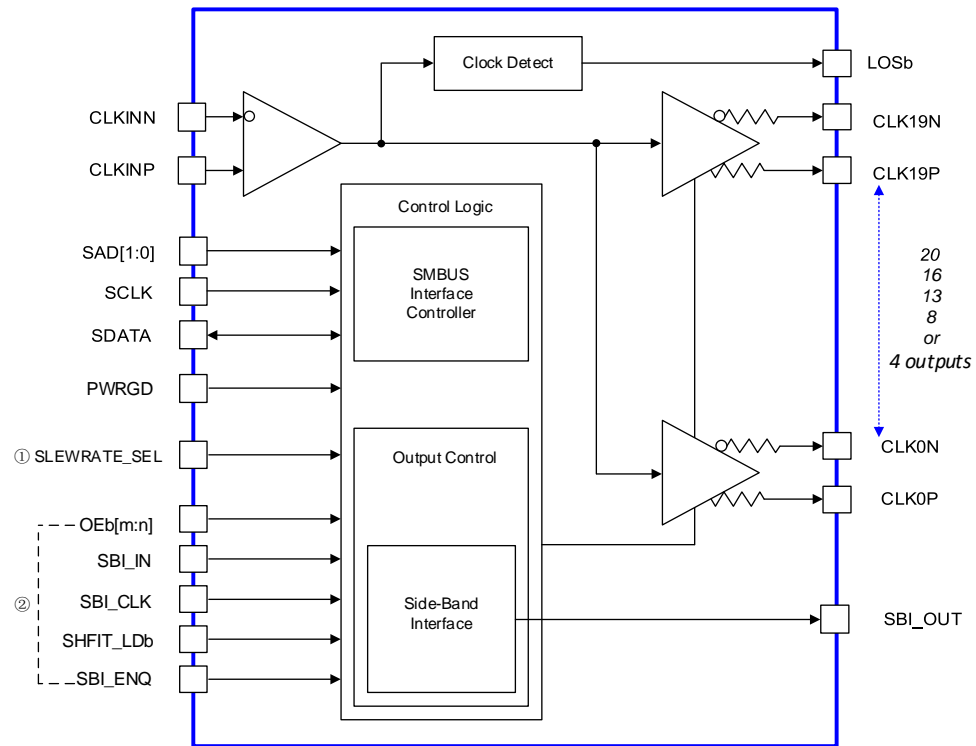 Clock Detect
LOSb
CLKINN
CLKINP
CLK19N
CLK19P
Control Logic
SMBUS
Interface
Controller
SAD[1:0]
SCLK
SDATA
PWRGD
20
16
13
8
or
4 outputs
① SLEWRATE_SEL
Output Control
CLK0N
CLK0P
②
OEb[m:n]
SBI_IN
SBI_CLK
SHFIT_LDb
SBI_ENQ
Side-Band
Interface
SBI_OUT